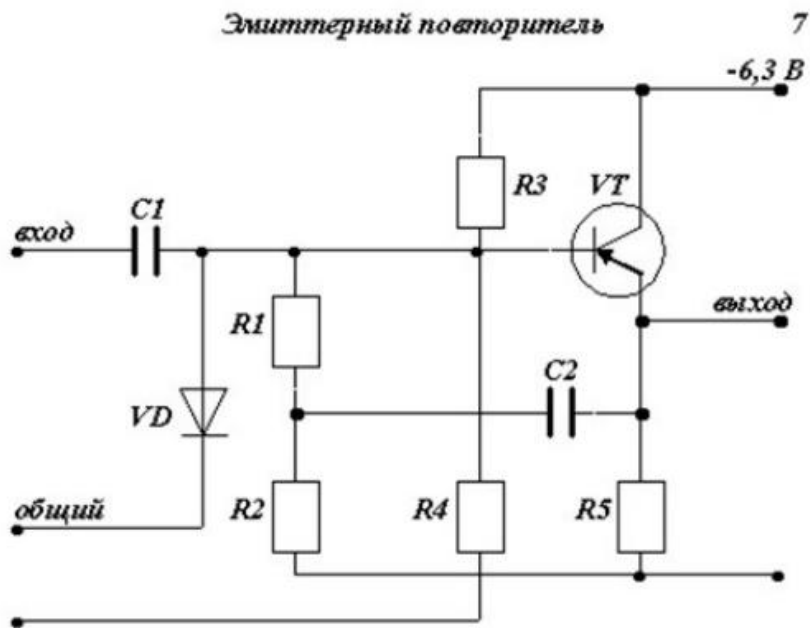 Эмиттерный повторитель 7
-6,3 В
R3
VT
C1
вход
выход
R1
C2
VD
общий
R2
R4
R5